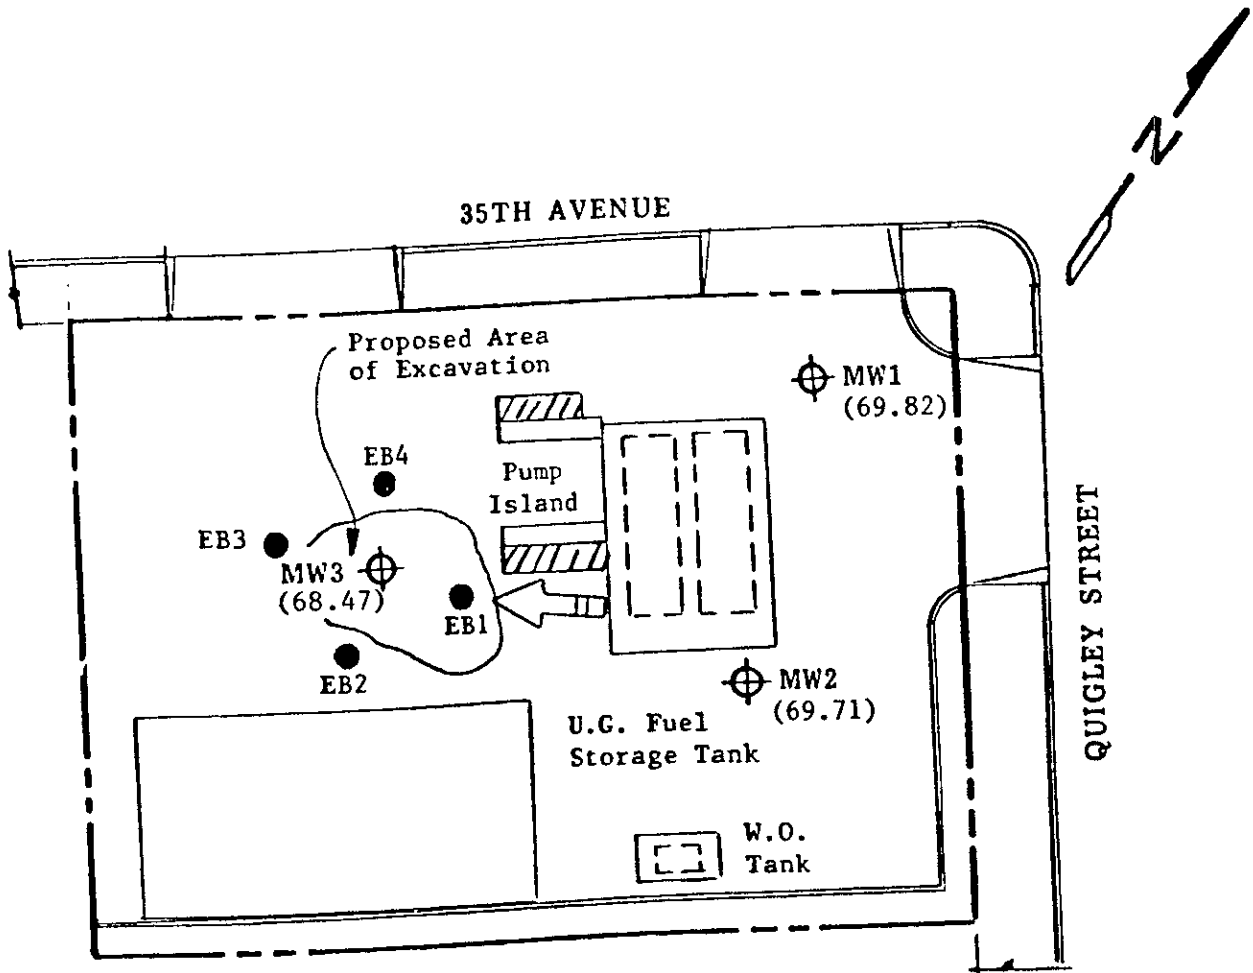 N
35TH AVENUE
Proposed Area
of Excavation
MW1
(69.82)
EB4
Pump
Island
EB3
MW3
(68.47)
EB1
EB2
MW2
(69.71)
QUIGLEY STREET
U.G. Fuel
Storage Tank
W.O.
Tank